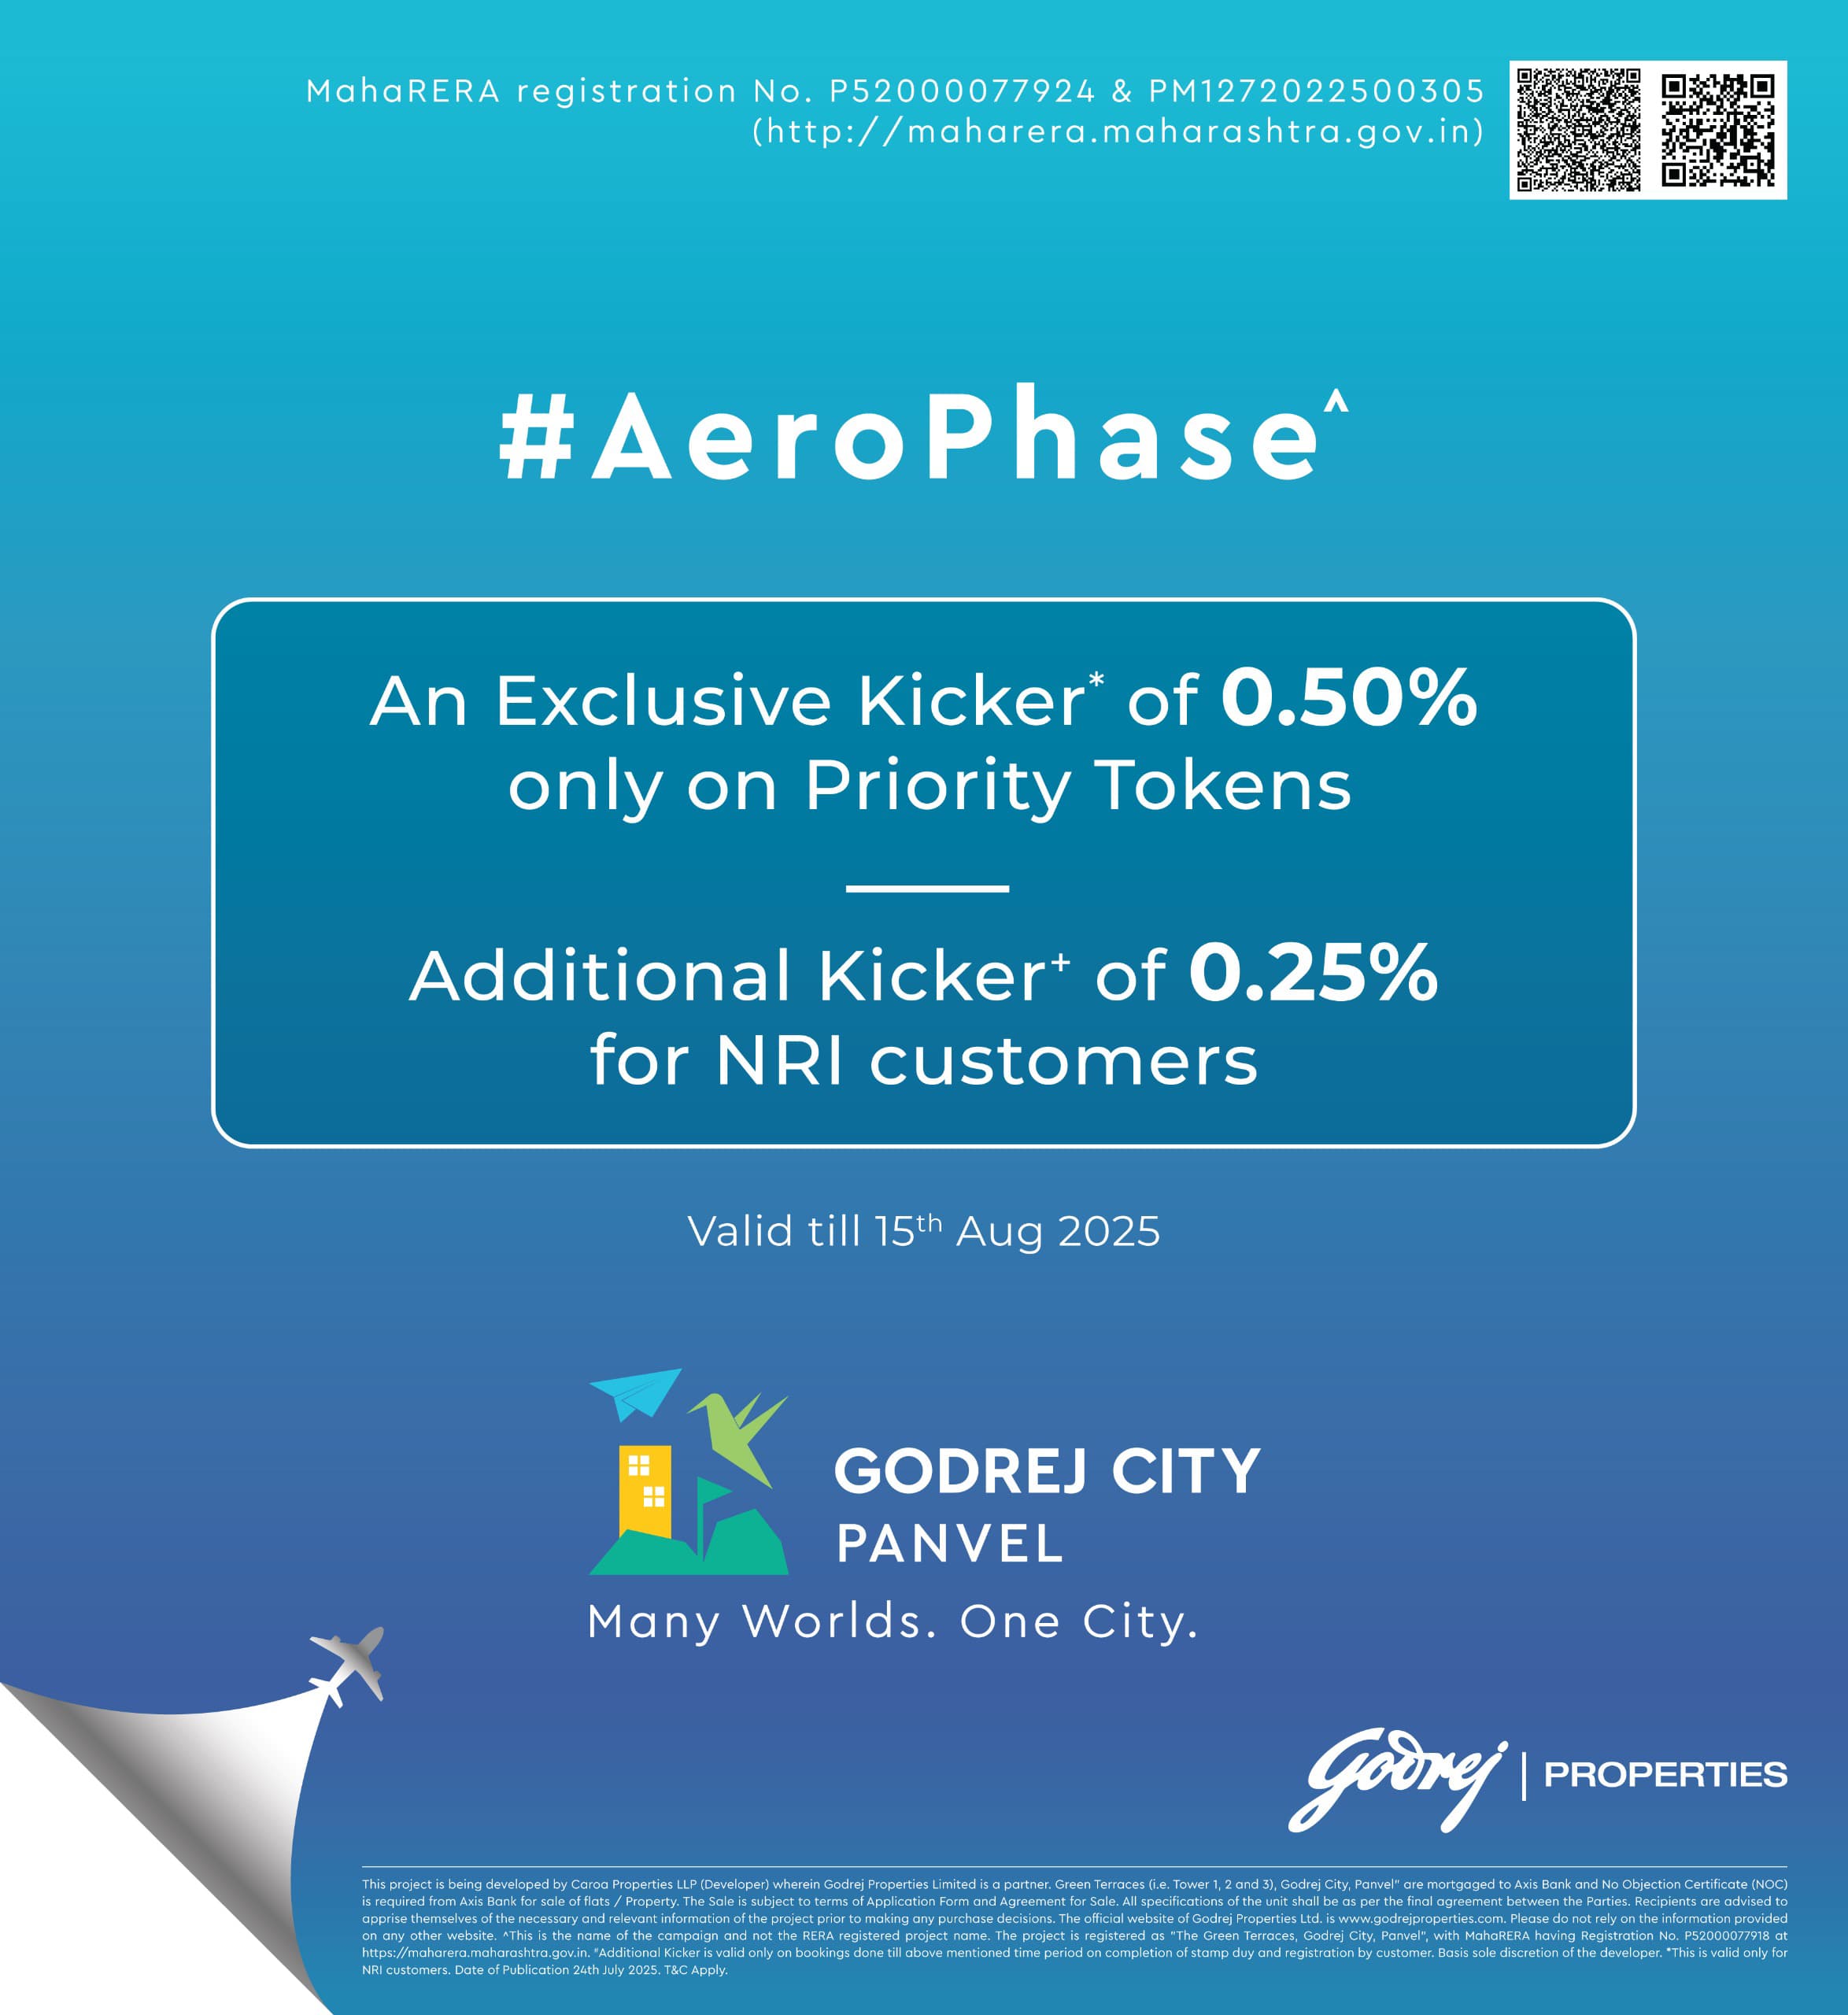 MahaRERA registration No. P52000077924 & PM1272022500305
(http://maharera.maharashtra.gov.in)
#AeroPhase^
An Exclusive Kicker* of 0.50%
only on Priority Tokens
Additional Kicker+ of 0.25%
for NRI customers
Valid till 15th Aug 2025
GODREJ CITY
PANVEL
Many Worlds. One City.
Godrej | PROPERTIES
This project is being developed by Caroa Properties LLP (Developer) wherein Godrej Properties Limited is a partner. Green Terraces (i.e. Tower 1, 2 and 3), Godrej City, Panvel" are mortgaged to Axis Bank and No Objection Certificate (NOC)
is required from Axis Bank for sale of flats / Property. The Sale is subject to terms of Application Form and Agreement for Sale. All specifications of the unit shall be as per the final agreement between the Parties. Recipients are advised to
apprise themselves of the necessary and relevant information of the project prior to making any purchase decisions. The official website of Godrej Properties Ltd. is www.godrejproperties.com. Please do not rely on the information provided
on any other website. ^This is the name of the campaign and not the RERA registered project name. The project is registered as "The Green Terraces, Godrej City, Panvel", with MahaRERA having Registration No. P52000077918 at
https://maharera.maharashtra.gov.in. "Additional Kicker is valid only on bookings done till above mentioned time period on completion of stamp duy and registration by customer. Basis sole discretion of the developer. *This is valid only for
NRI customers. Date of Publication 24th July 2025. T&C Apply.